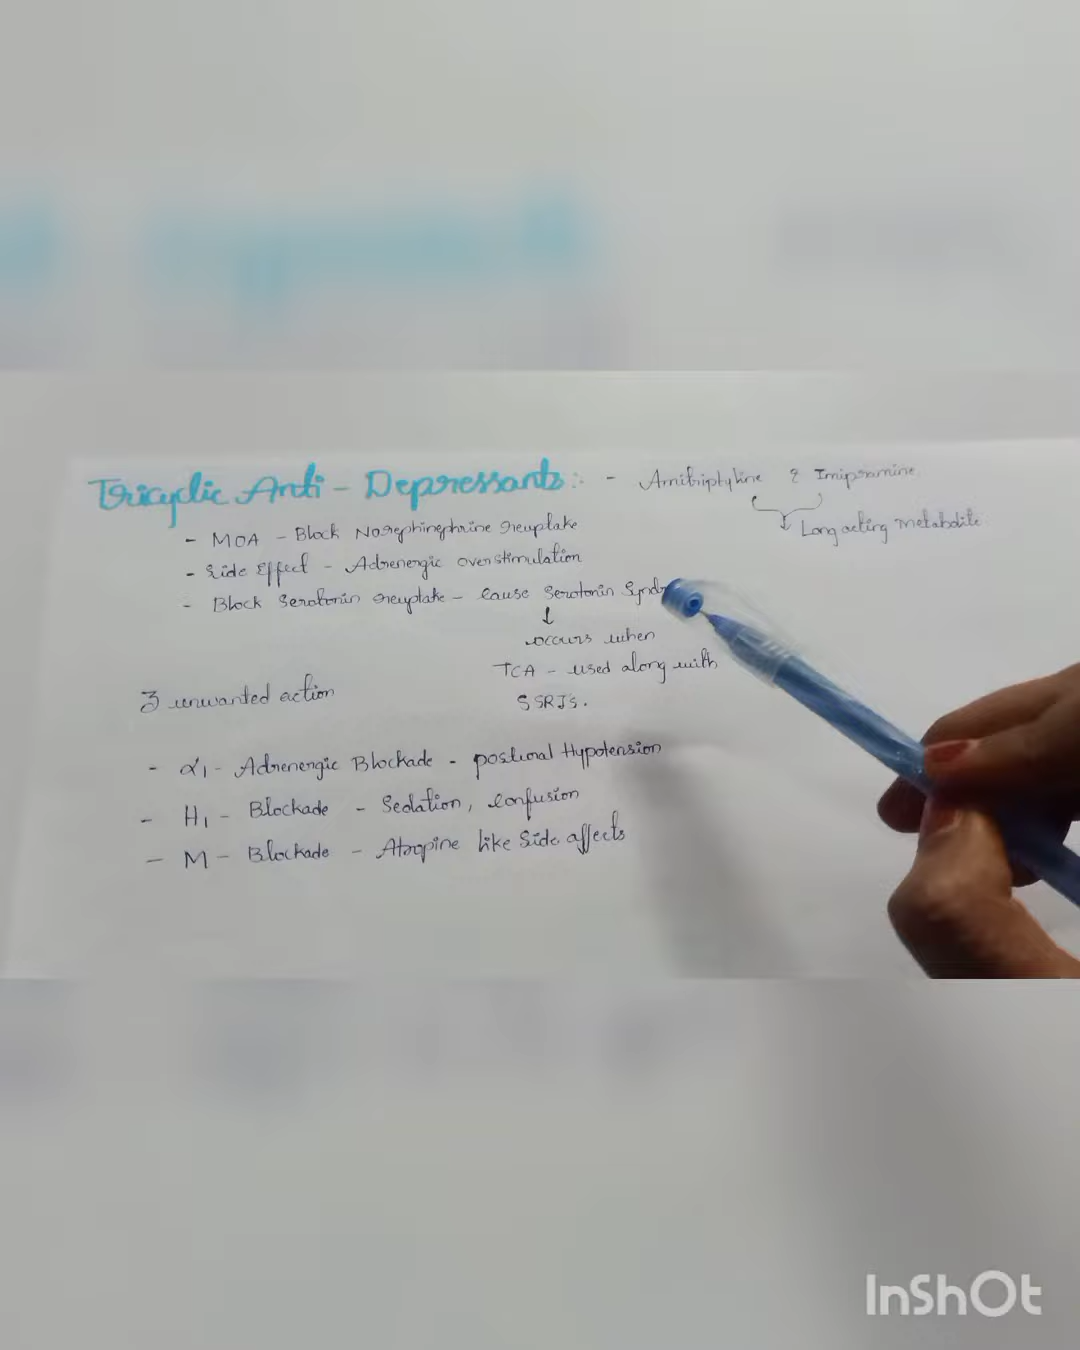 Tricyclic Anti - Depressants :- - Amitriptyline & Imipramine.
Long acting Metabolite.
- MOA - Block Norephinephrine reuptake
- Side Effect - Adrenergic overstimulation
- Block Serotonin reuptake - Cause Serotonin
↓
occurs when
TCA - used along with
SSRIs.
3 unwanted action
- α1 - Adrenergic Blockade - postural Hypotension
- H1 - Blockade - Sedation, Confusion
- M - Blockade - Atropine like side affects
InShOt